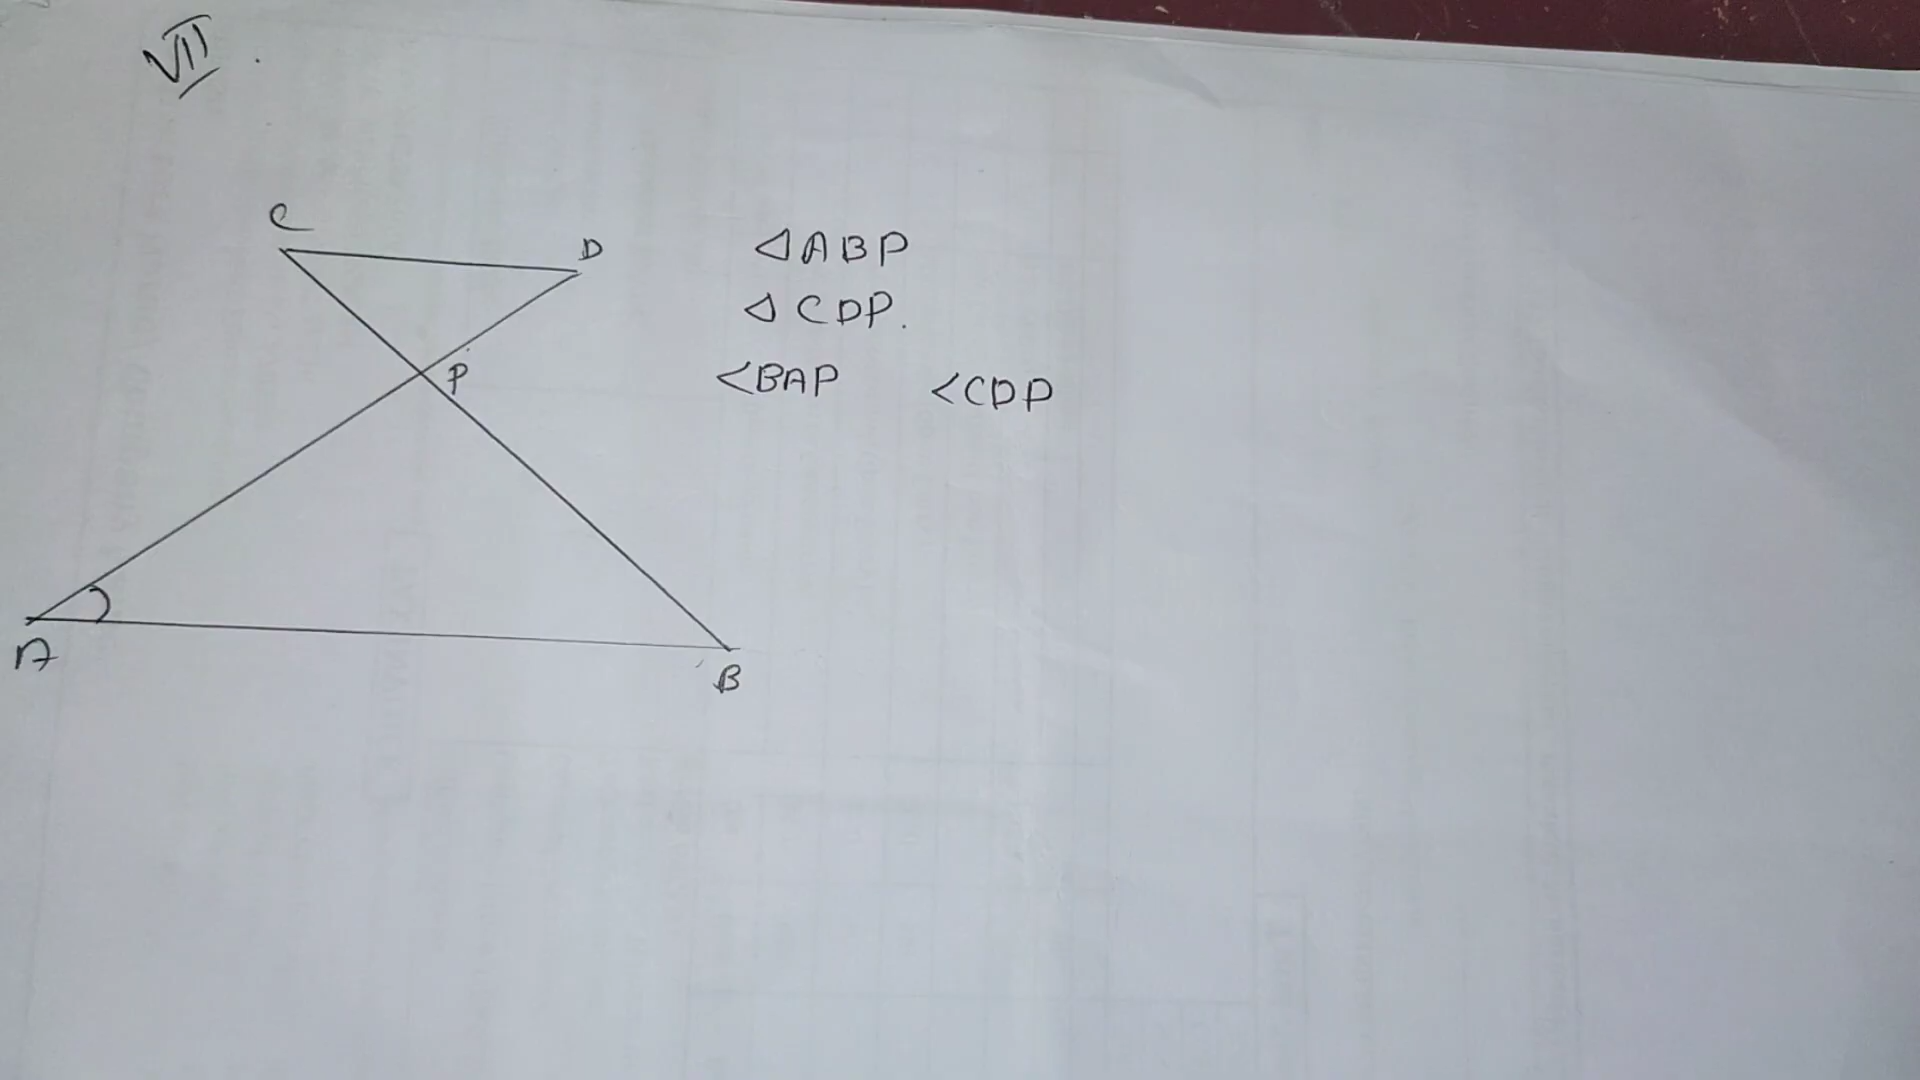 VII.
C
D
△ABP
△CDP.
P
<BAP <CDP
A
B